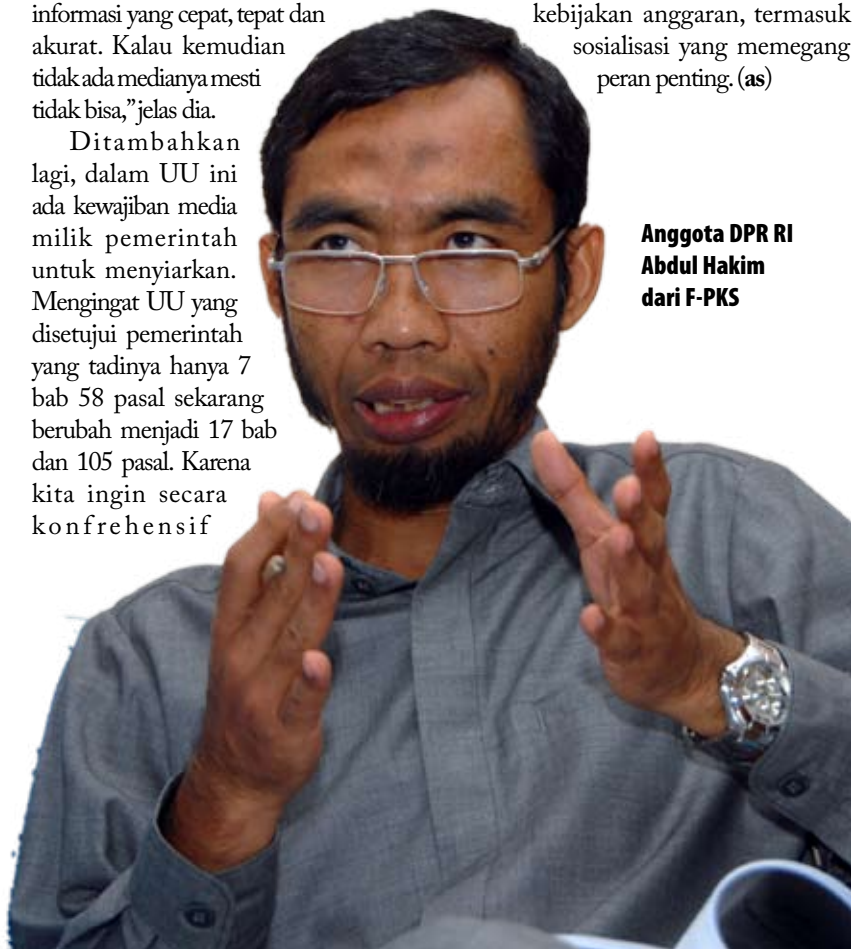 informasi yang cepat, tepat dan
akurat. Kalau kemudian
tidak ada medianya mesti
tidak bisa,” jelas dia.
Ditambahkan
lagi, dalam UU ini
ada kewajiban media
milik pemerintah
untuk menyiarkan.
Mengingat UU yang
disetujui pemerintah
yang tadinya hanya 7
bab 58 pasal sekarang
berubah menjadi 17 bab
dan 105 pasal. Karena
kita ingin secara
konfrehensif
kebijakan anggaran, termasuk
sosialisasi yang memegang
peran penting. (as)
Anggota DPR RI
Abdul Hakim
dari F-PKS